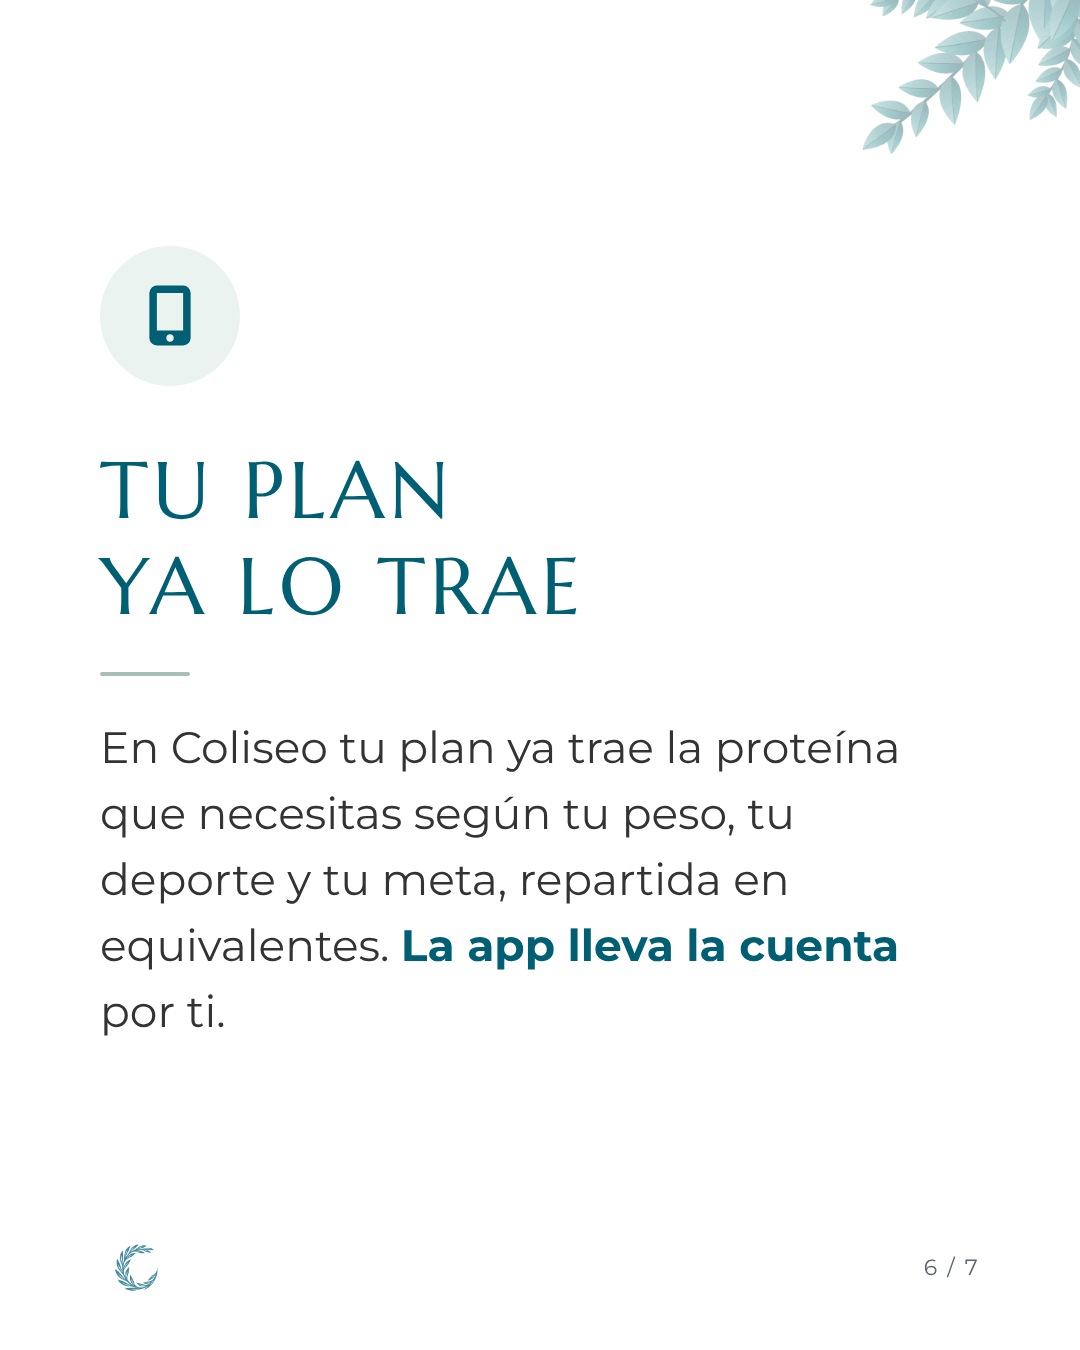 TU PLAN
YA LO TRAE
En Coliseo tu plan ya trae la proteína
que necesitas según tu peso, tu
deporte y tu meta, repartida en
equivalentes. La app lleva la cuenta
por ti.
6 / 7